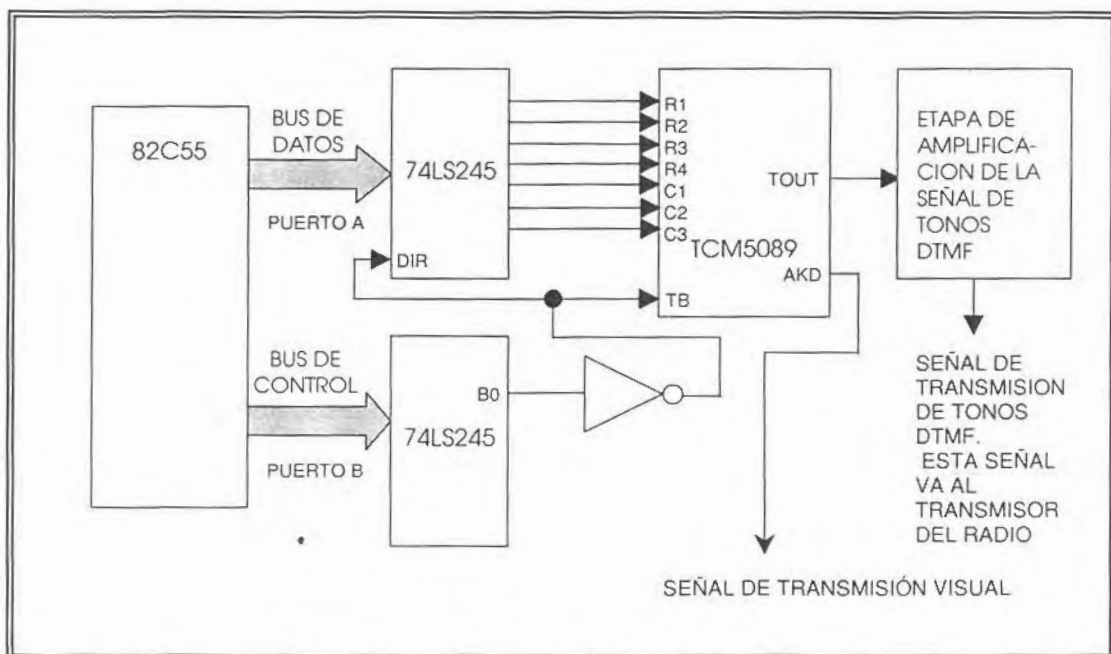 82C55
BUS DE
DATOS
PUERTO A
74LS245
DIR
R1
R2
R3
R4
C1
C2
C3
TOUT
TCM5089
AKD
TB
ETAPA DE
AMPLIFICA-
CION DE LA
SEÑAL DE
TONOS
DTMF
BUS DE
CONTROL
PUERTO B
B0
74LS245
SEÑAL DE
TRANSMISION
DE TONOS
DTMF.
ESTA SEÑAL
VA AL
TRANSMISOR
DEL RADIO
SEÑAL DE TRANSMISIÓN VISUAL